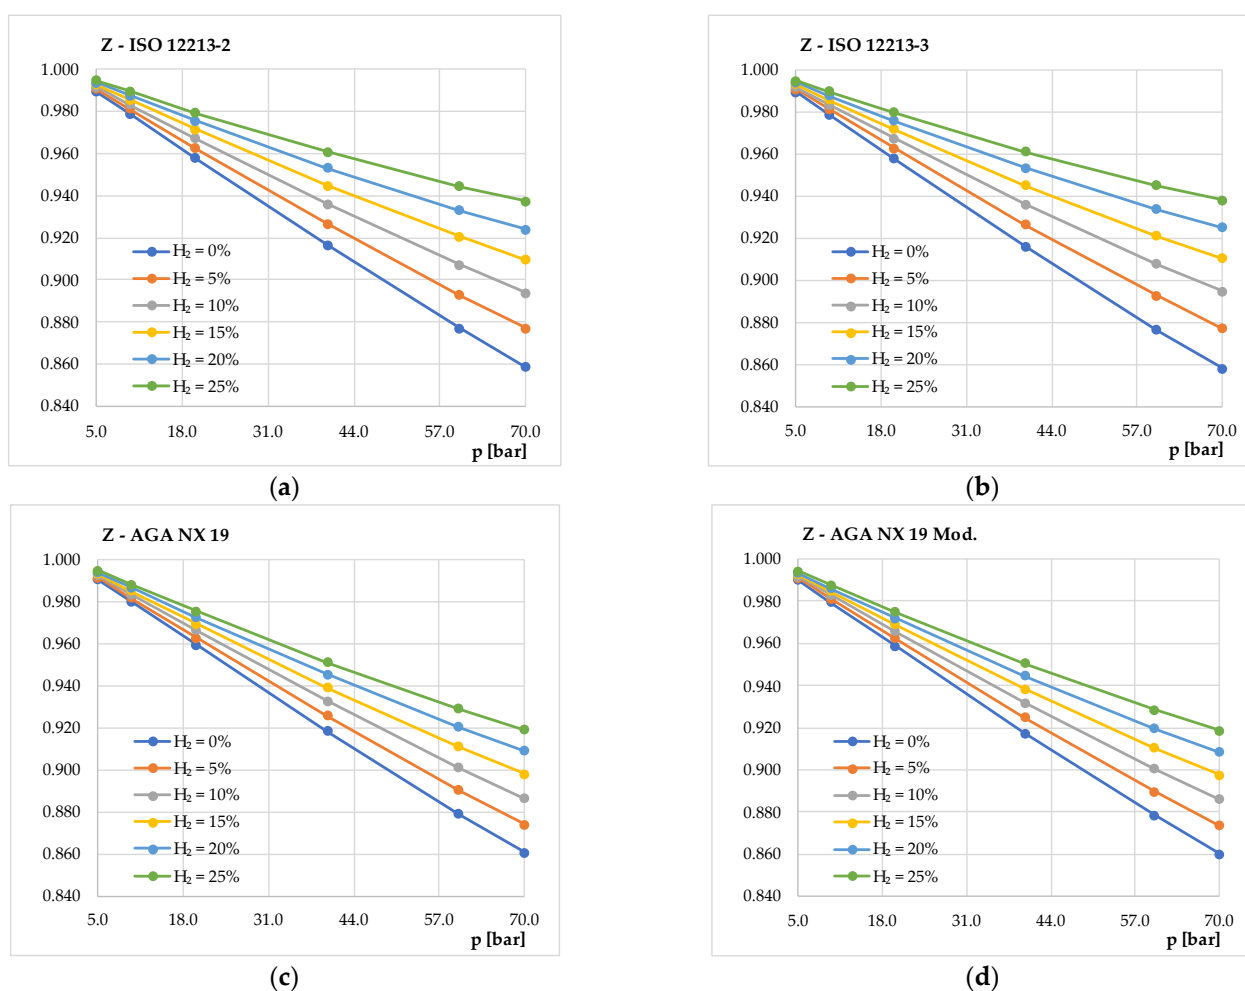 Z - ISO 12213-2
1.000
0.980
0.960
0.940
0.920
0.900
0.880
0.860
0.840
H₂ = 0%
H₂ = 5%
H₂ = 10%
H₂ = 15%
H₂ = 20%
H₂ = 25%
5.0 18.0 31.0 44.0 57.0 70.0
p [bar]
(a)
Z - ISO 12213-3
1.000
0.980
0.960
0.940
0.920
0.900
0.880
0.860
0.840
H₂ = 0%
H₂ = 5%
H₂ = 10%
H₂ = 15%
H₂ = 20%
H₂ = 25%
5.0 18.0 31.0 44.0 57.0 70.0
p [bar]
(b)
Z - AGA NX 19
1.000
0.980
0.960
0.940
0.920
0.900
0.880
0.860
0.840
H₂ = 0%
H₂ = 5%
H₂ = 10%
H₂ = 15%
H₂ = 20%
H₂ = 25%
5.0 18.0 31.0 44.0 57.0 70.0
p [bar]
(c)
Z - AGA NX 19 Mod.
1.000
0.980
0.960
0.940
0.920
0.900
0.880
0.860
0.840
H₂ = 0%
H₂ = 5%
H₂ = 10%
H₂ = 15%
H₂ = 20%
H₂ = 25%
5.0 18.0 31.0 44.0 57.0 70.0
p [bar]
(d)